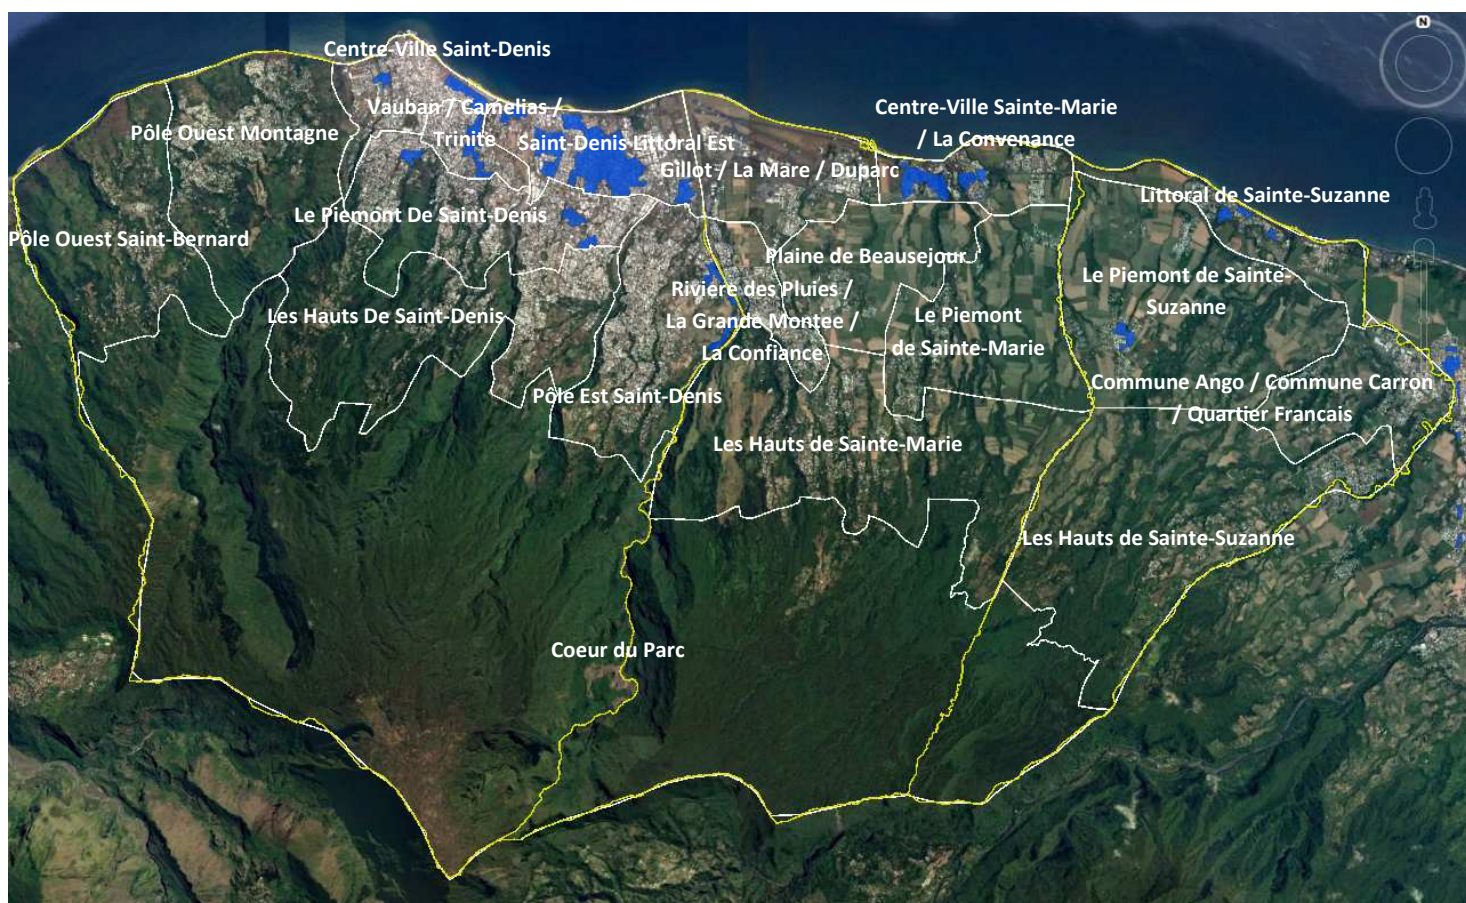 N
Centre-Ville Saint-Denis
Vauban / Camelias /
Trinite
Centre-Ville Sainte-Marie
/ La Convenance
Pôle Ouest Montagne
Saint-Denis Littoral Est
Gillot / La Mare / Duparc
Littoral de Sainte-Suzanne
Le Piemont De Saint-Denis
Pôle Ouest Saint-Bernard
Plaine de Beausejour
Le Piemont de Sainte-
Suzanne
Rivière des Pluies /
La Grande Montee /
La Confiance
Les Hauts De Saint-Denis
Le Piemont
de Sainte-Marie
Pôle Est Saint-Denis
Commune Ango / Commune Carron
/ Quartier Francais
Les Hauts de Sainte-Marie
Les Hauts de Sainte-Suzanne
Coeur du Parc